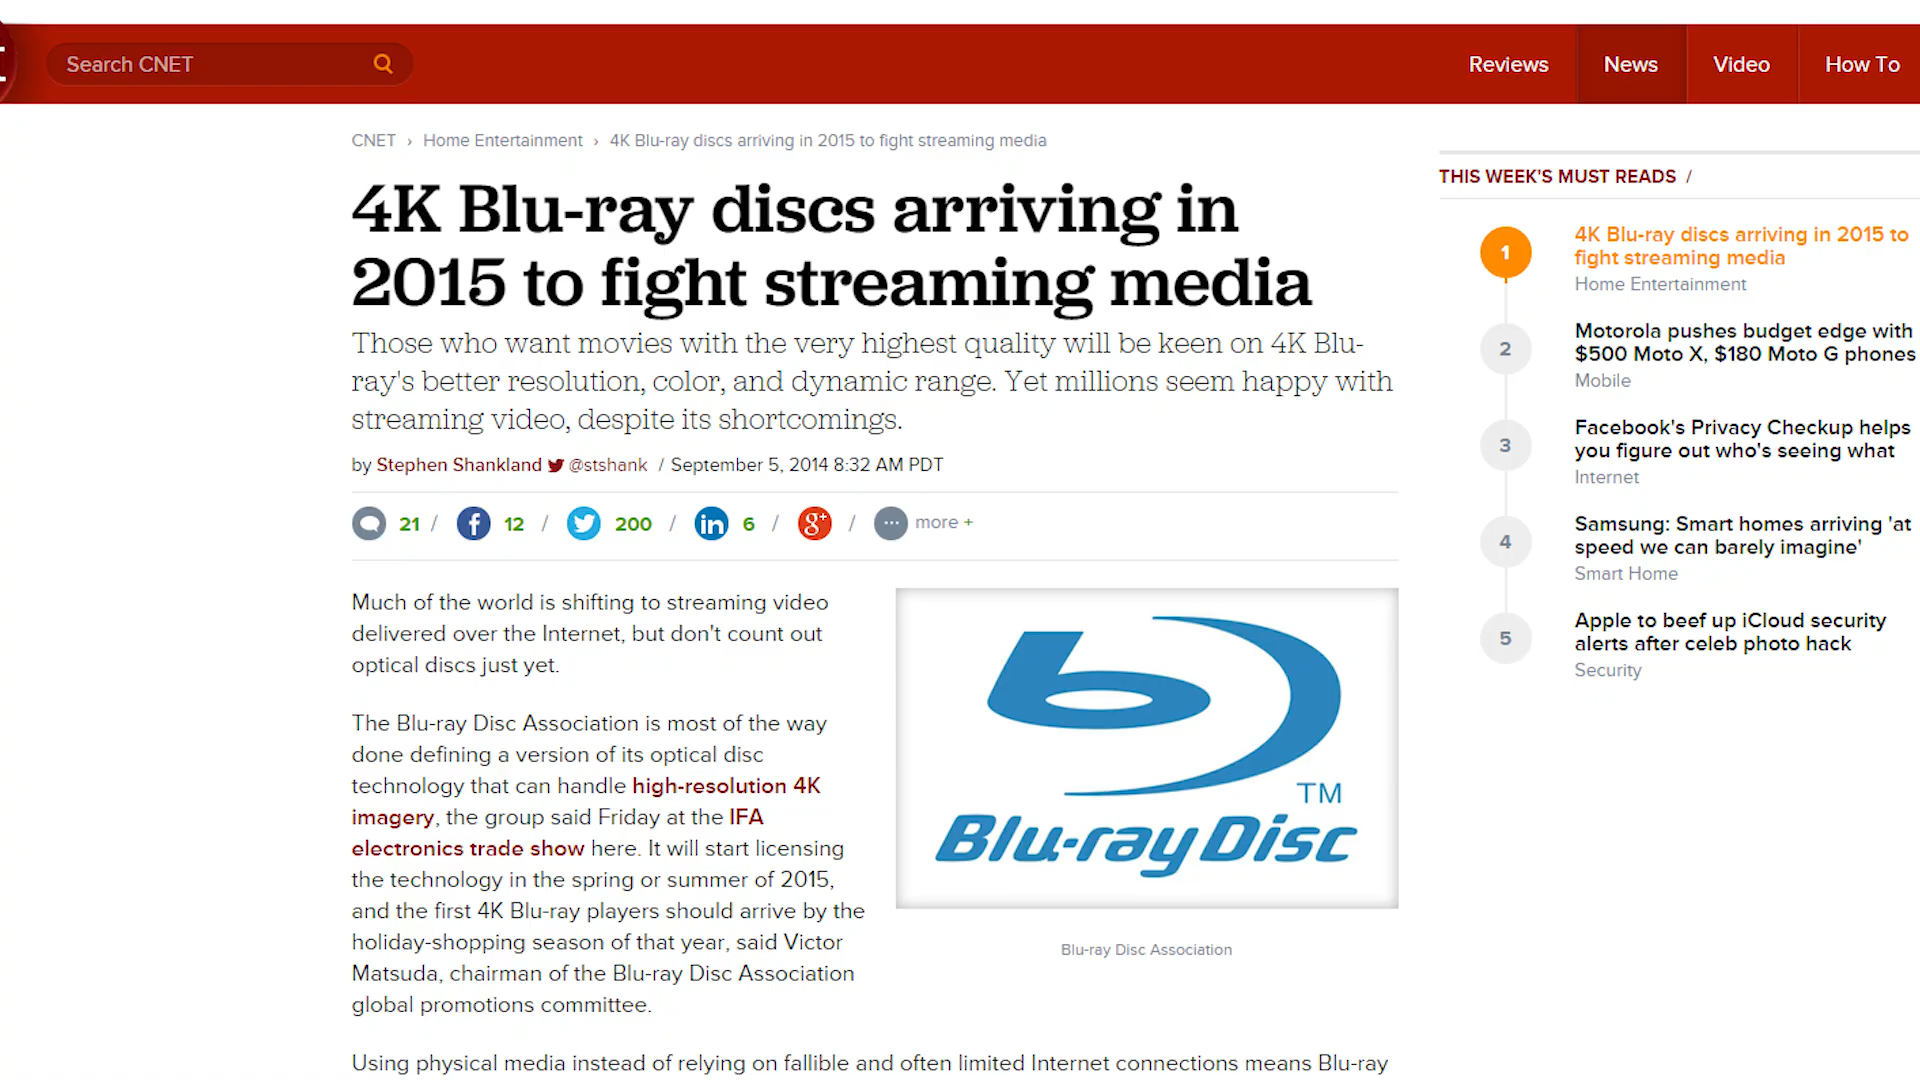 Search CNET
Reviews
News
Video
How To
CNET › Home Entertainment › 4K Blu-ray discs arriving in 2015 to fight streaming media
4K Blu-ray discs arriving in
2015 to fight streaming media
Those who want movies with the very highest quality will be keen on 4K Blu-
ray's better resolution, color, and dynamic range. Yet millions seem happy with
streaming video, despite its shortcomings.
by Stephen Shankland @stshank / September 5, 2014 8:32 AM PDT
21 / f 12 / 200 / in 6 / g+ / ... more +
Much of the world is shifting to streaming video
delivered over the Internet, but don't count out
optical discs just yet.
The Blu-ray Disc Association is most of the way
done defining a version of its optical disc
technology that can handle high-resolution 4K
imagery, the group said Friday at the IFA
electronics trade show here. It will start licensing
the technology in the spring or summer of 2015,
and the first 4K Blu-ray players should arrive by the
holiday-shopping season of that year, said Victor
Matsuda, chairman of the Blu-ray Disc Association
global promotions committee.
TM
Blu-ray Disc
Blu-ray Disc Association
Using physical media instead of relying on fallible and often limited Internet connections means Blu-ray
THIS WEEK'S MUST READS /
1
4K Blu-ray discs arriving in 2015 to
fight streaming media
Home Entertainment
2
Motorola pushes budget edge with
$500 Moto X, $180 Moto G phones
Mobile
3
Facebook's Privacy Checkup helps
you figure out who's seeing what
Internet
4
Samsung: Smart homes arriving 'at
speed we can barely imagine'
Smart Home
5
Apple to beef up iCloud security
alerts after celeb photo hack
Security